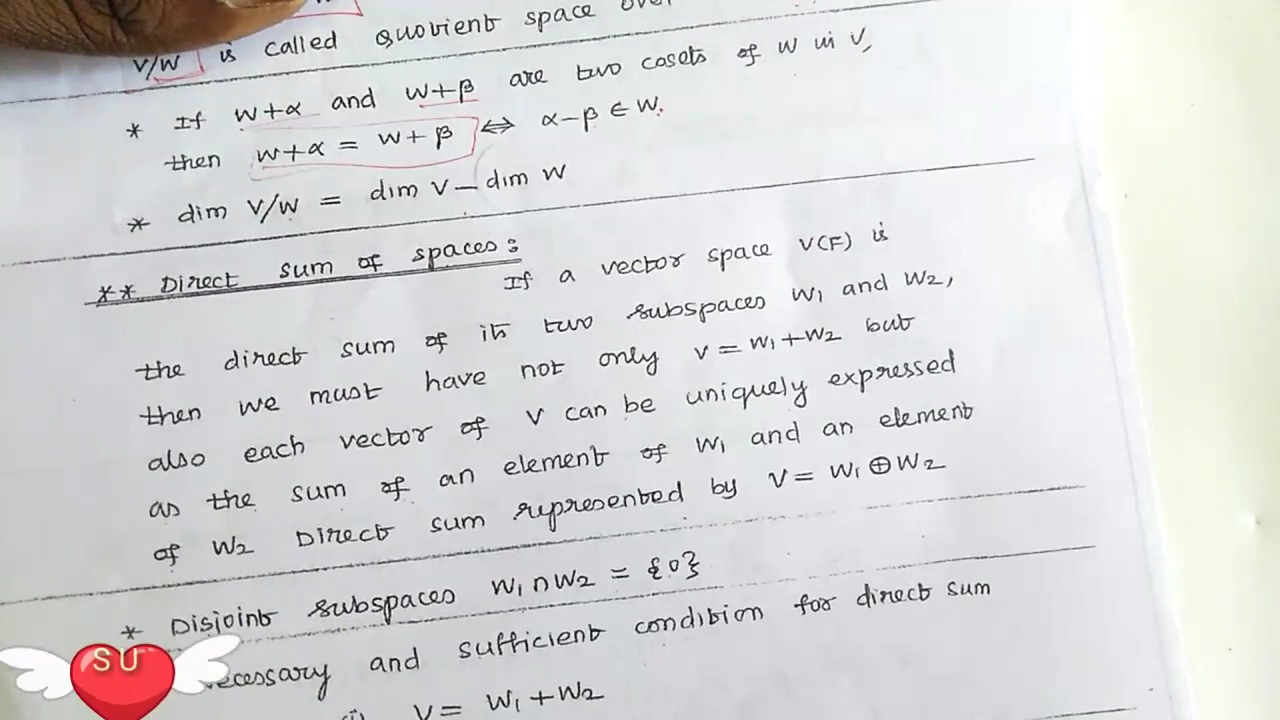 V/W is called Quotient space over
* If W+α and W+β are two cosets of W in V,
then W+α = W+β ⇔ α-β ∈ W.
* dim V/W = dim V - dim W
** Direct sum of spaces:
If a vector space V(F) is
the direct sum of its two subspaces W1 and W2,
then we must have not only V = W1+W2 but
also each vector of V can be uniquely expressed
as the sum of an element of W1 and an element
of W2 Direct sum represented by V = W1⊕W2
* Disjoint subspaces W1∩W2 = {0}
ecessary and sufficient condition for direct sum
V = W1+W2
SU